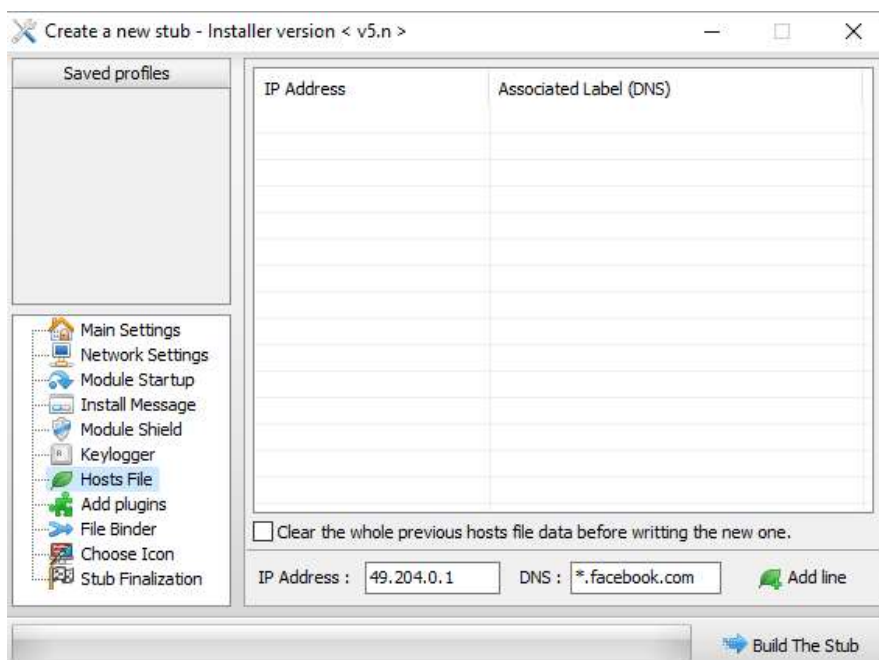 Create a new stub - Installer version < v5.n >
Saved profiles
IP Address
Associated Label (DNS)
Main Settings
Network Settings
Module Startup
Install Message
Module Shield
Keylogger
Hosts File
Add plugins
File Binder
Choose Icon
Stub Finalization
Clear the whole previous hosts file data before writting the new one.
IP Address : 49.204.0.1 DNS : *.facebook.com Add line
Build The Stub